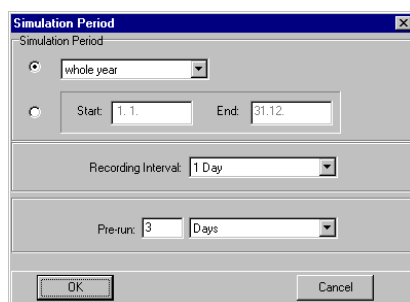 Simulation Period
Simulation Period
whole year
Start: 1. 1. End: 31.12.
Recording Interval: 1 Day
Pre-run: 3 Days
OK Cancel